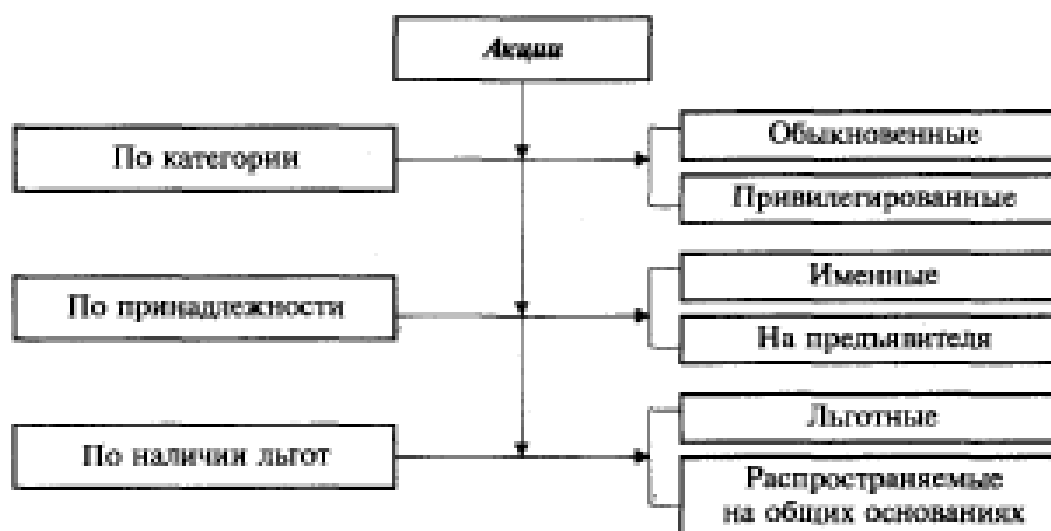 Акции
По категории
Обыкновенные
Привилегированные
По принадлежности
Именные
На предъявителя
По наличии льгот
Льготные
Распространяемые
на общих основаниях